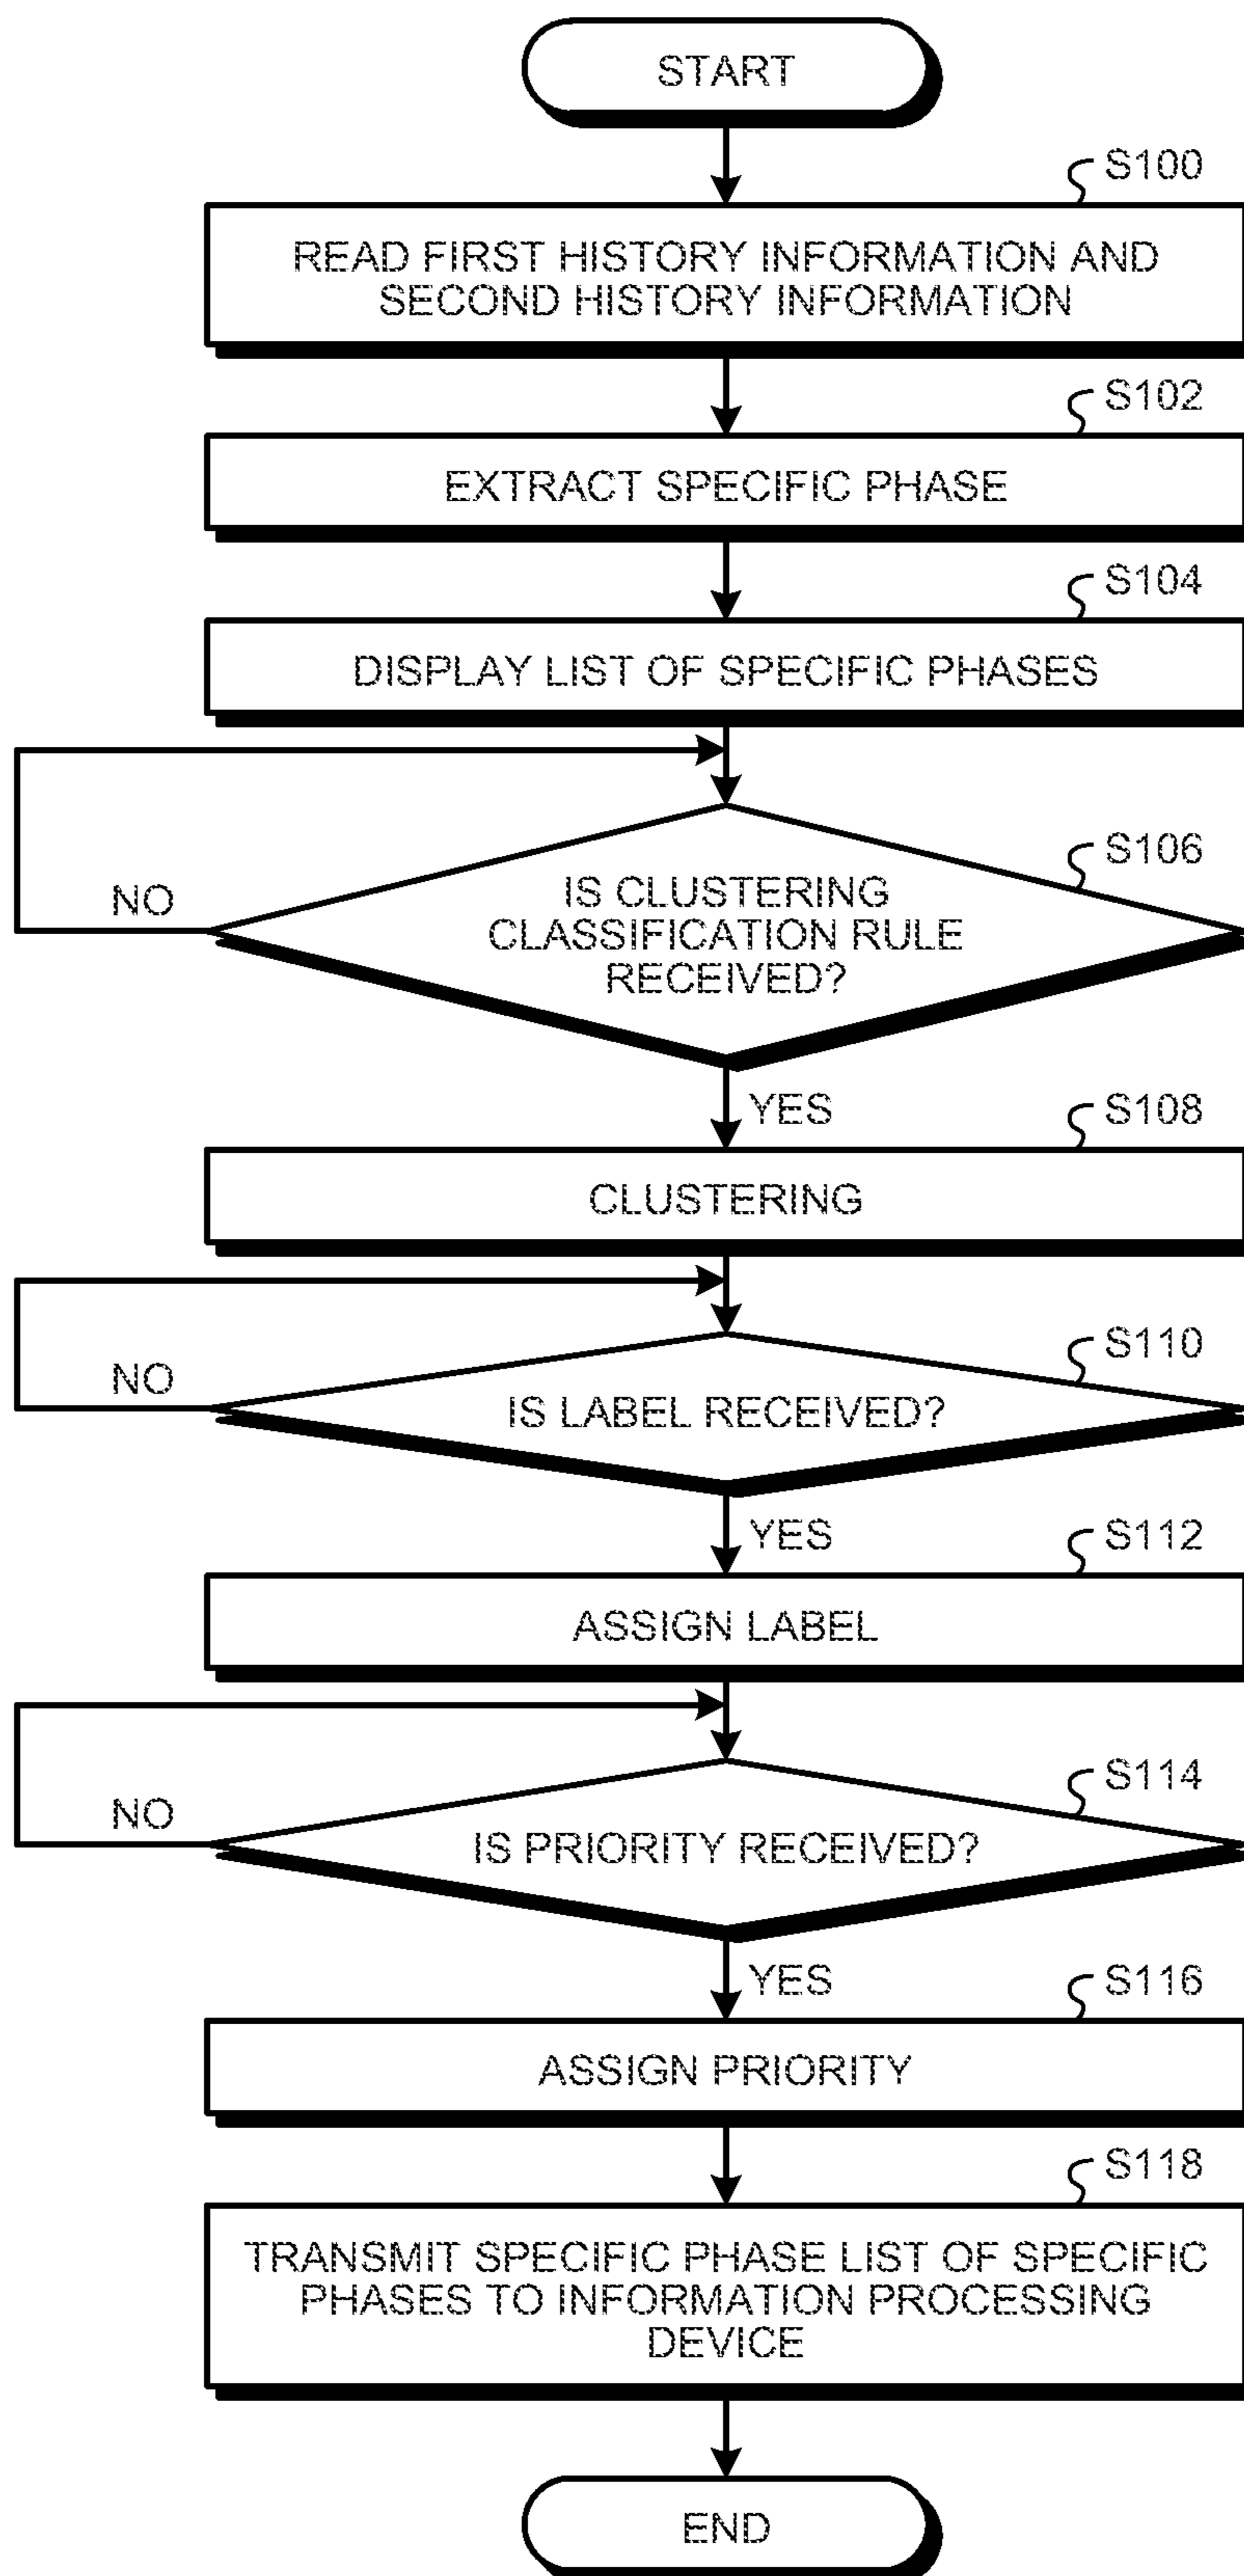 START
S100
READ FIRST HISTORY INFORMATION AND
SECOND HISTORY INFORMATION
S102
EXTRACT SPECIFIC PHASE
S104
DISPLAY LIST OF SPECIFIC PHASES
S106
NO
IS CLUSTERING
CLASSIFICATION RULE
RECEIVED?
YES
S108
CLUSTERING
S110
NO
IS LABEL RECEIVED?
YES
S112
ASSIGN LABEL
S114
NO
IS PRIORITY RECEIVED?
YES
S116
ASSIGN PRIORITY
S118
TRANSMIT SPECIFIC PHASE LIST OF SPECIFIC
PHASES TO INFORMATION PROCESSING
DEVICE
END